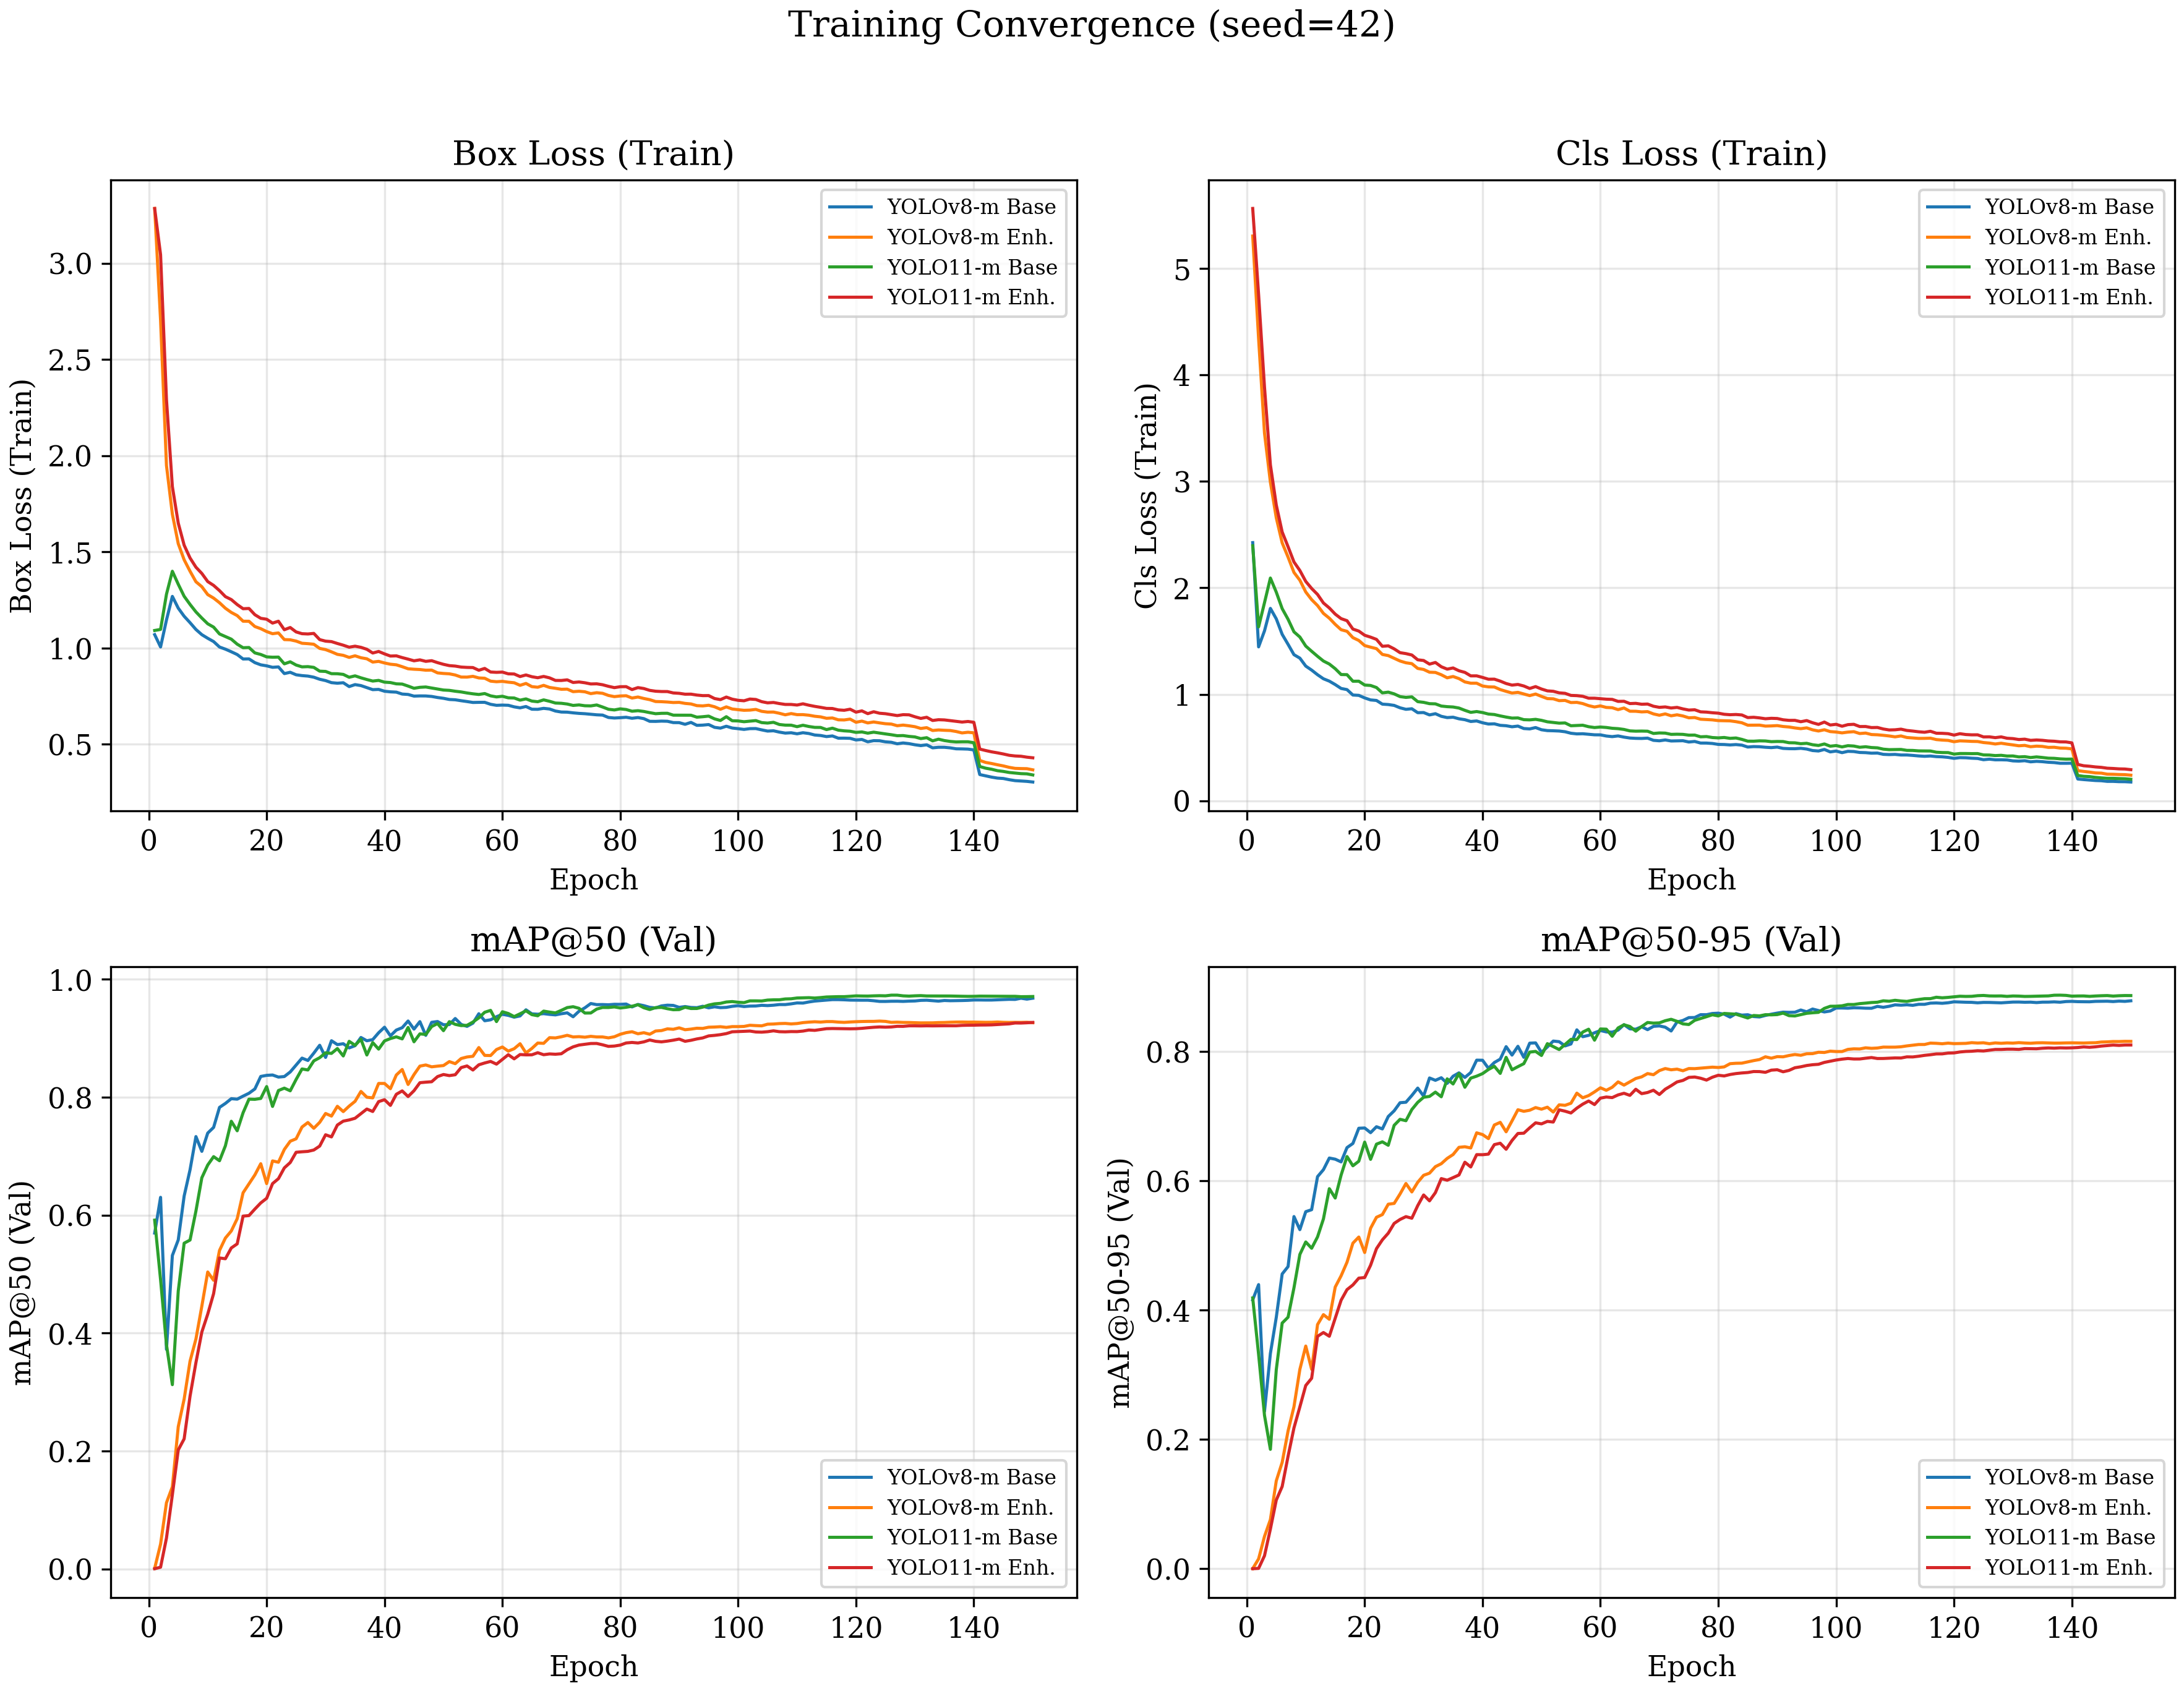 Training Convergence (seed=42)
Box Loss (Train)
Box Loss (Train)
3.0
2.5
2.0
1.5
1.0
0.5
0
20
40
60
80
100
120
140
Epoch
YOLOv8-m Base
YOLOv8-m Enh.
YOLO11-m Base
YOLO11-m Enh.
Cls Loss (Train)
Cls Loss (Train)
5
4
3
2
1
0
0
20
40
60
80
100
120
140
Epoch
YOLOv8-m Base
YOLOv8-m Enh.
YOLO11-m Base
YOLO11-m Enh.
mAP@50 (Val)
mAP@50 (Val)
1.0
0.8
0.6
0.4
0.2
0.0
0
20
40
60
80
100
120
140
Epoch
YOLOv8-m Base
YOLOv8-m Enh.
YOLO11-m Base
YOLO11-m Enh.
mAP@50-95 (Val)
mAP@50-95 (Val)
0.8
0.6
0.4
0.2
0.0
0
20
40
60
80
100
120
140
Epoch
YOLOv8-m Base
YOLOv8-m Enh.
YOLO11-m Base
YOLO11-m Enh.